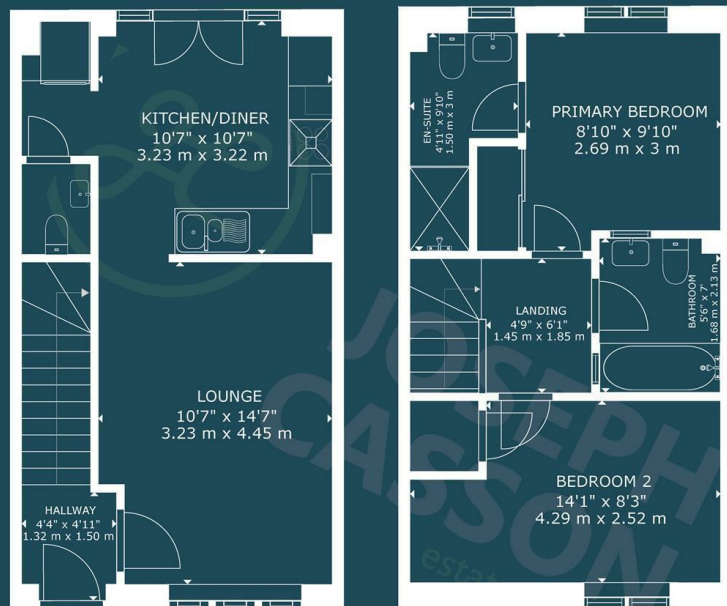 KITCHEN/DINER
10'7" x 10'7"
3.23 m x 3.22 m
LOUNGE
10'7" x 14'7"
3.23 m x 4.45 m
HALLWAY
4'4" x 4'11"
1.32 m x 1.50 m
EN-SUITE
4'11" x 9'10"
1.50 m x 3 m
PRIMARY BEDROOM
8'10" x 9'10"
2.69 m x 3 m
LANDING
4'9" x 6'1"
1.45 m x 1.85 m
BATHROOM
5'6" x 7'
1.68 m x 2.13 m
BEDROOM 2
14'1" x 8'3"
4.29 m x 2.52 m
JOSEPH
CASSON